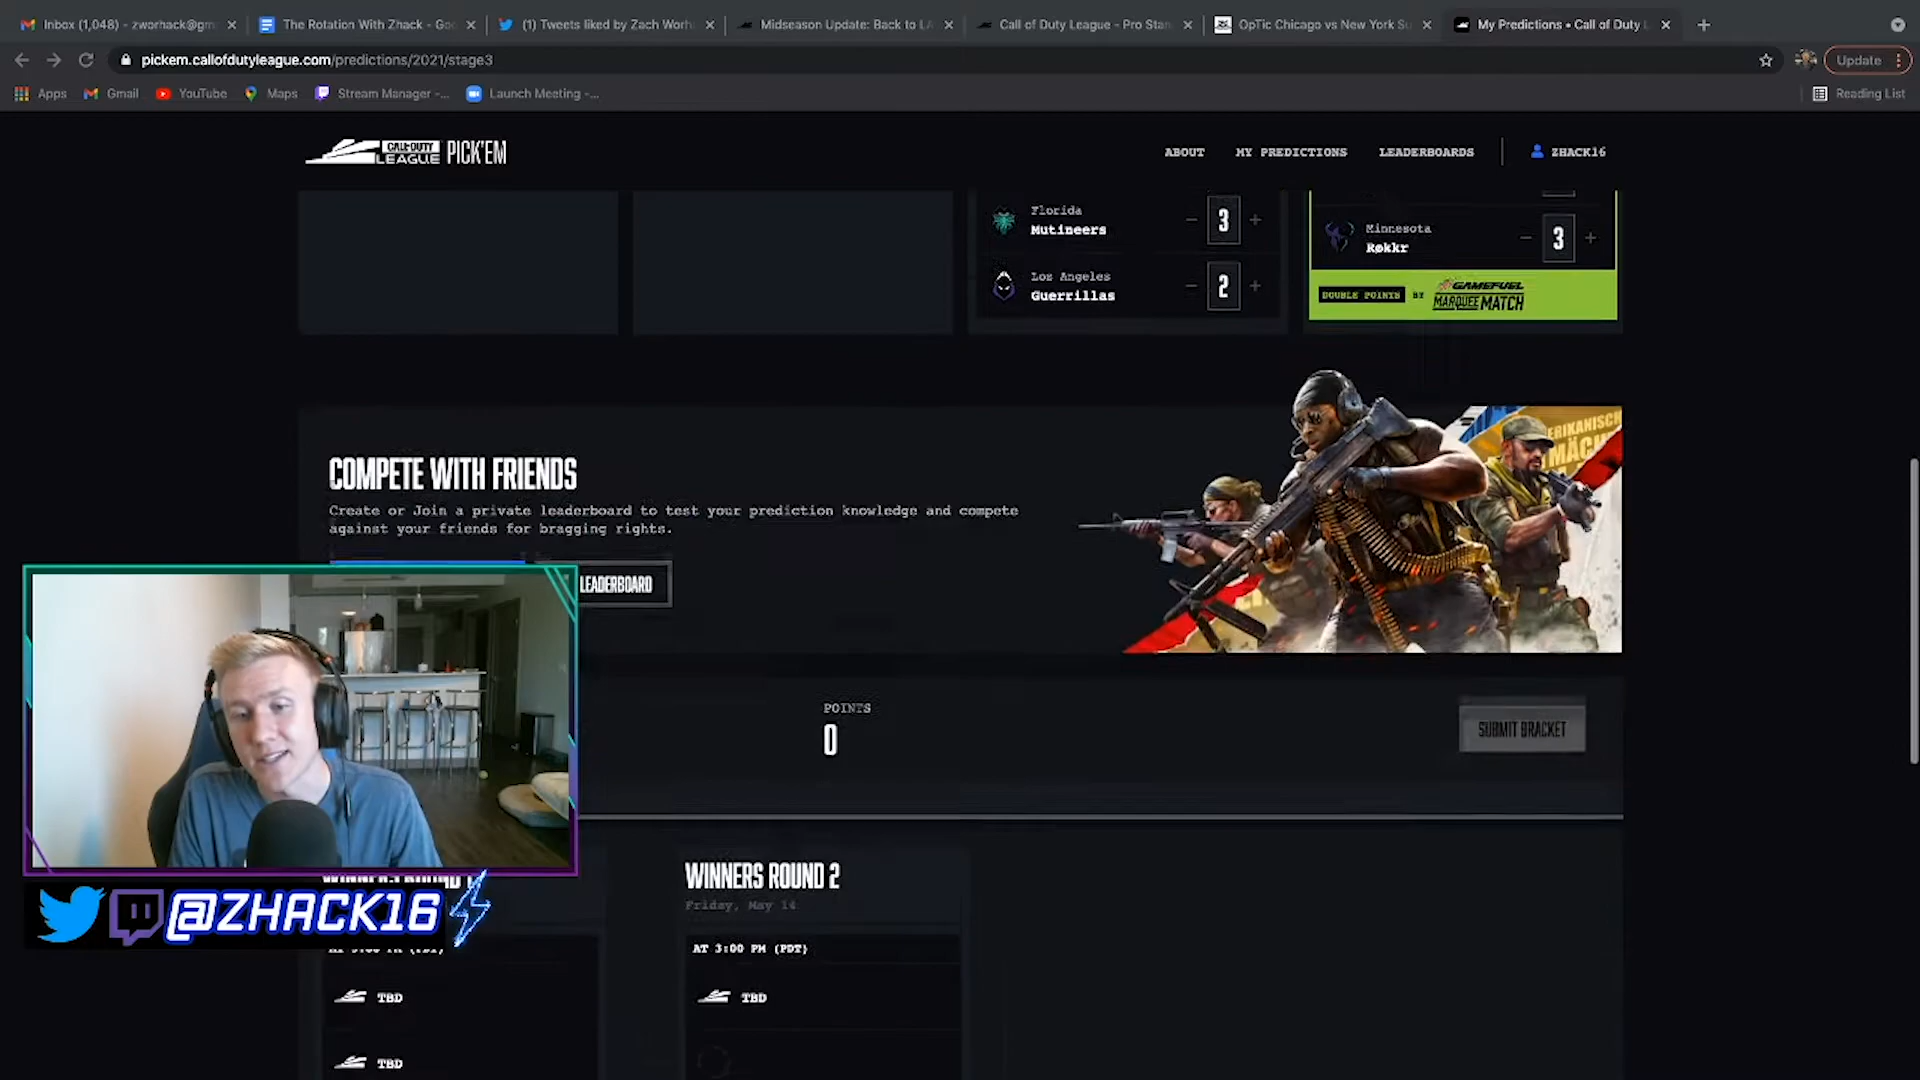 Inbox (1,048) - zworhack@gm
The Rotation With Zhack - Goo
(1) Tweets liked by Zach Worh
Midseason Update: Back to LA
Call of Duty League - Pro Stan
OpTic Chicago vs New York Su
My Predictions • Call of Duty L
pickem.callofdutyleague.com/predictions/2021/stage3
Update
Apps
Gmail
YouTube
Maps
Stream Manager -...
Launch Meeting -...
Reading List
CALL OF DUTY LEAGUE PICK'EM
ABOUT
MY PREDICTIONS
LEADERBOARDS
ZHACK16
Florida
Mutineers
3
Los Angeles
Guerrillas
2
Minnesota
Røkkr
3
DOUBLE POINTS BY GAMEFUEL MARQUEE MATCH
COMPETE WITH FRIENDS
Create or Join a private leaderboard to test your prediction knowledge and compete
against your friends for bragging rights.
LEADERBOARD
POINTS
0
SUBMIT BRACKET
@ZHACK16
WINNERS ROUND 2
Friday, May 14
AT 3:00 PM (PDT)
TBD
TBD
TBD